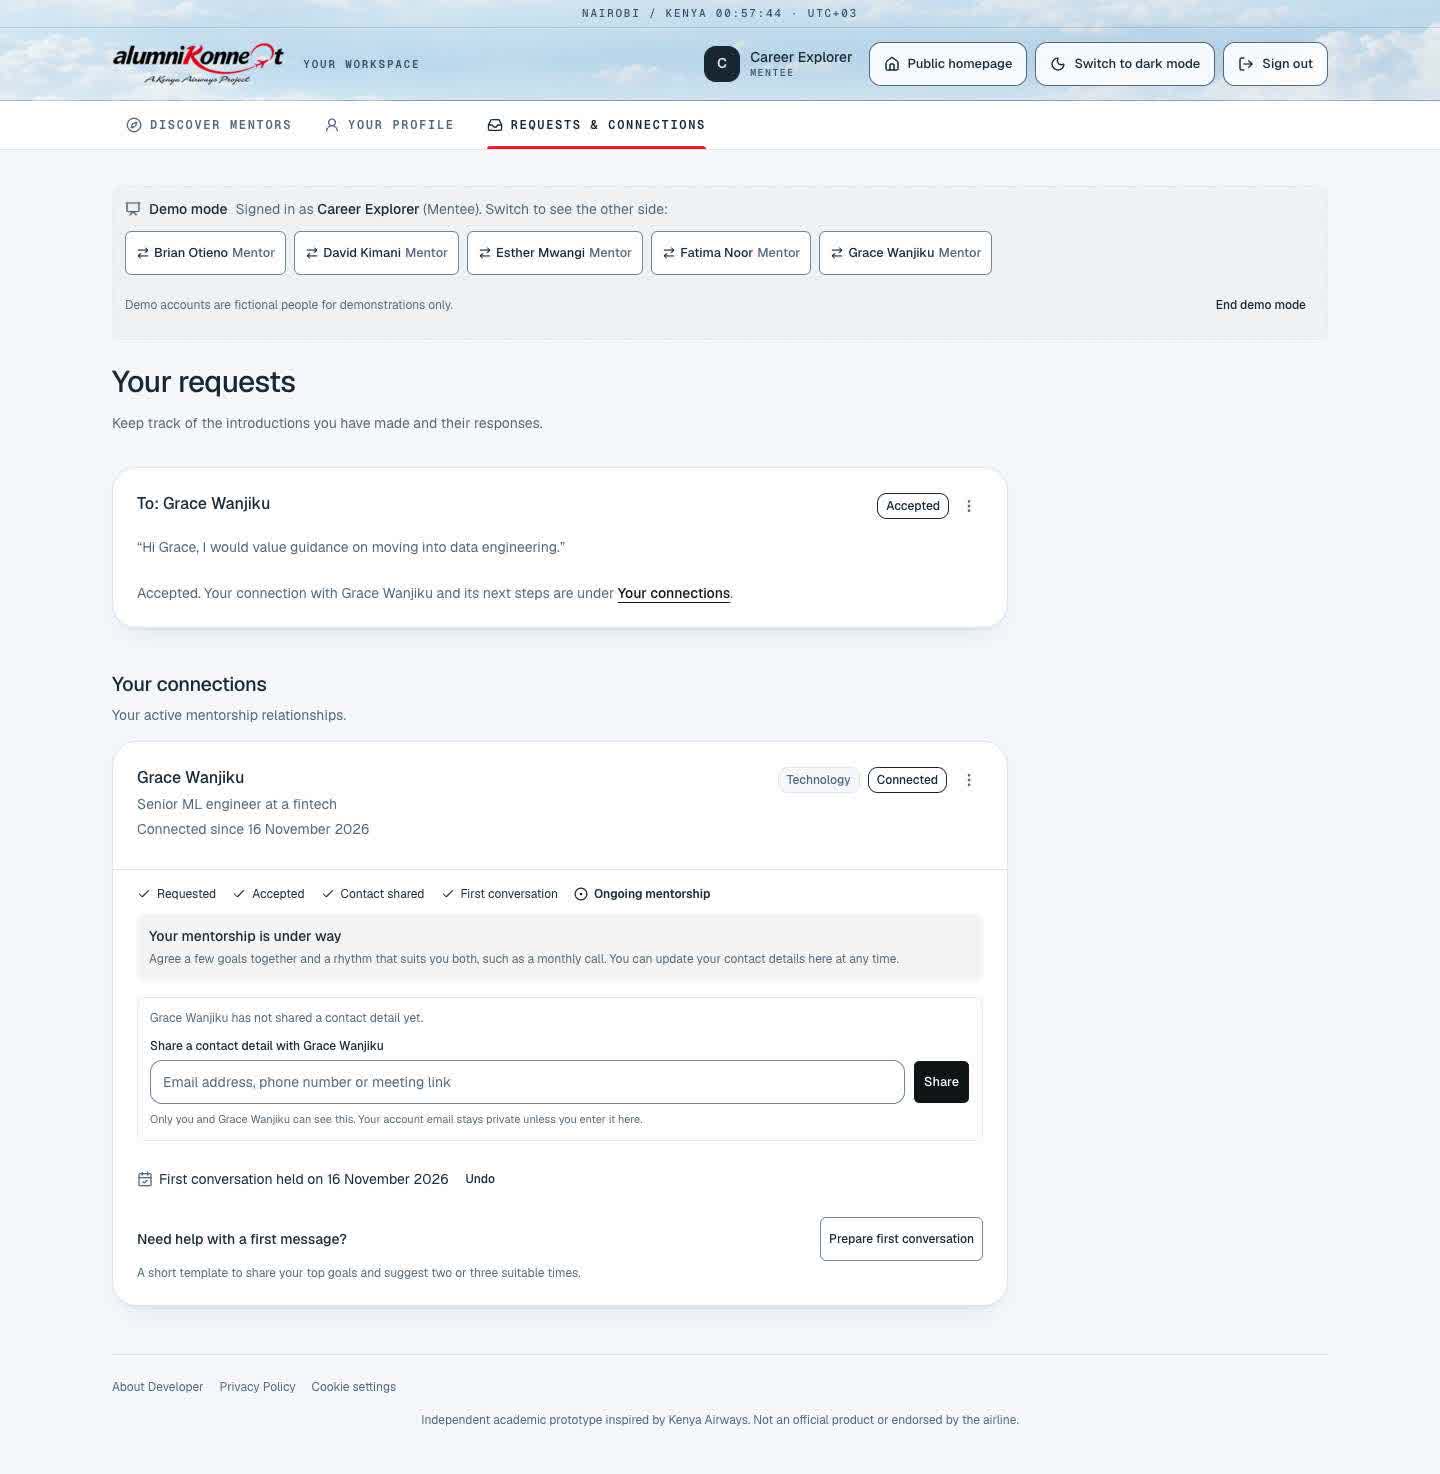 NAIROBI / KENYA 00:57:44 · UTC+03
alumniKonnect
A Kenya Airways Project
YOUR WORKSPACE
C
Career Explorer
MENTEE
Public homepage
Switch to dark mode
Sign out
DISCOVER MENTORS
YOUR PROFILE
REQUESTS & CONNECTIONS
Demo mode Signed in as Career Explorer (Mentee). Switch to see the other side:
Brian Otieno Mentor
David Kimani Mentor
Esther Mwangi Mentor
Fatima Noor Mentor
Grace Wanjiku Mentor
Demo accounts are fictional people for demonstrations only.
End demo mode
Your requests
Keep track of the introductions you have made and their responses.
To: Grace Wanjiku
Accepted
“Hi Grace, I would value guidance on moving into data engineering.”
Accepted. Your connection with Grace Wanjiku and its next steps are under Your connections.
Your connections
Your active mentorship relationships.
Grace Wanjiku
Technology
Connected
Senior ML engineer at a fintech
Connected since 16 November 2026
Requested
Accepted
Contact shared
First conversation
Ongoing mentorship
Your mentorship is under way
Agree a few goals together and a rhythm that suits you both, such as a monthly call. You can update your contact details here at any time.
Grace Wanjiku has not shared a contact detail yet.
Share a contact detail with Grace Wanjiku
Email address, phone number or meeting link
Share
Only you and Grace Wanjiku can see this. Your account email stays private unless you enter it here.
First conversation held on 16 November 2026
Undo
Need help with a first message?
Prepare first conversation
A short template to share your top goals and suggest two or three suitable times.
About Developer
Privacy Policy
Cookie settings
Independent academic prototype inspired by Kenya Airways. Not an official product or endorsed by the airline.